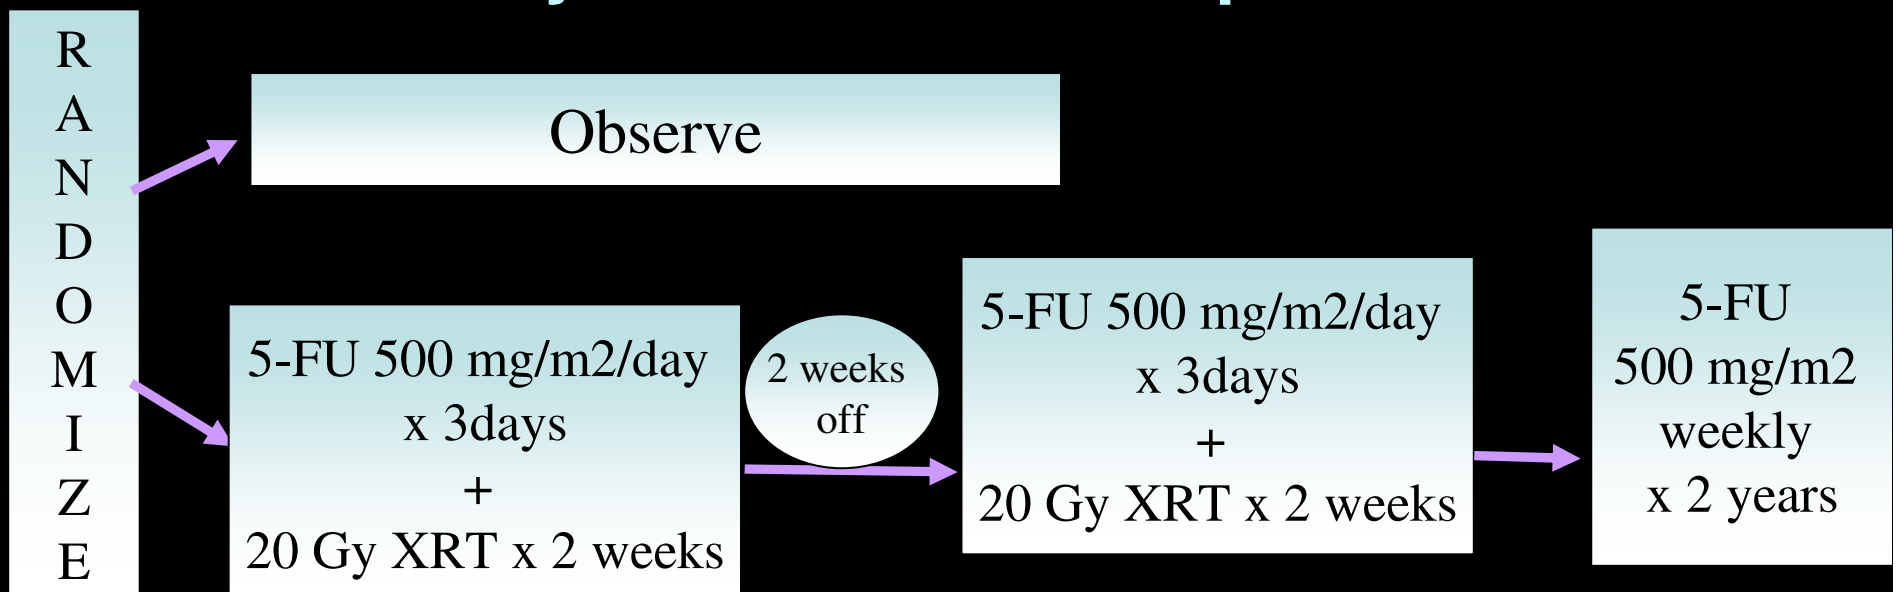 R
A
N
D
O
M
I
Z
E
Observe
5-FU 500 mg/m2/day
x 3days
+
20 Gy XRT x 2 weeks
2 weeks
off
5-FU 500 mg/m2/day
x 3days
+
20 Gy XRT x 2 weeks
5-FU
500 mg/m2
weekly
x 2 years